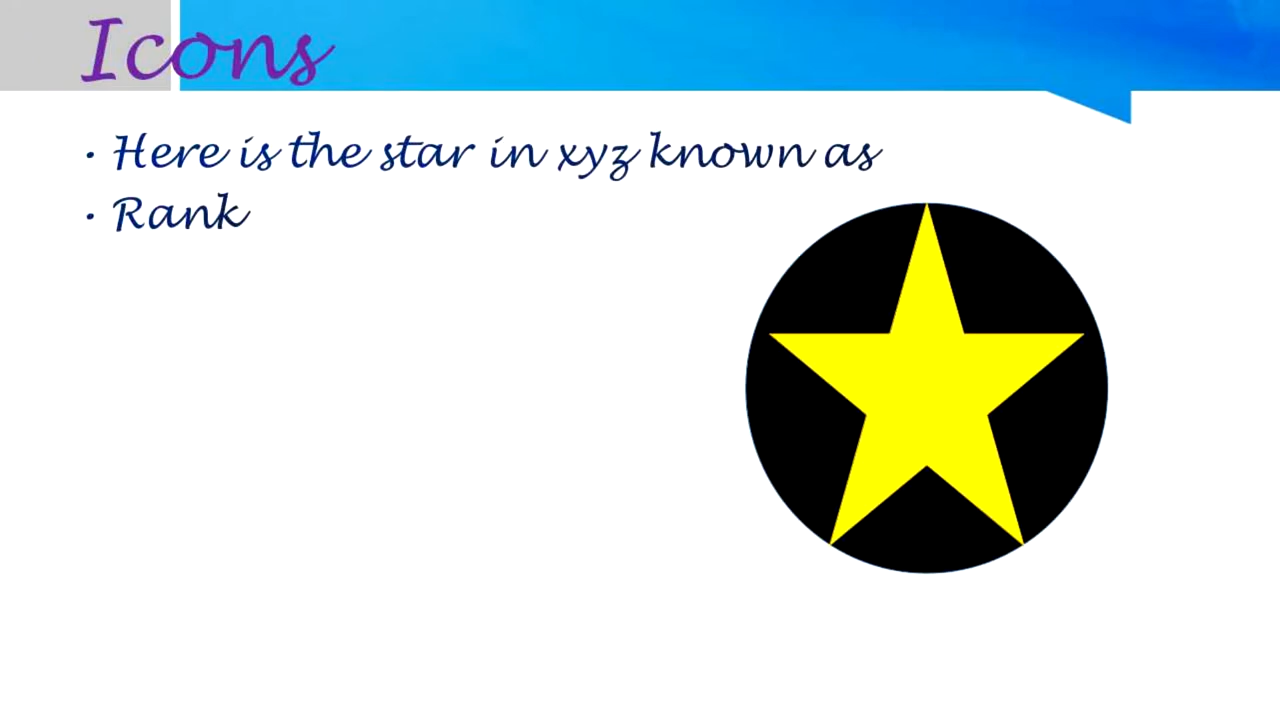 Icons
• Here is the star in xyz known as
• Rank